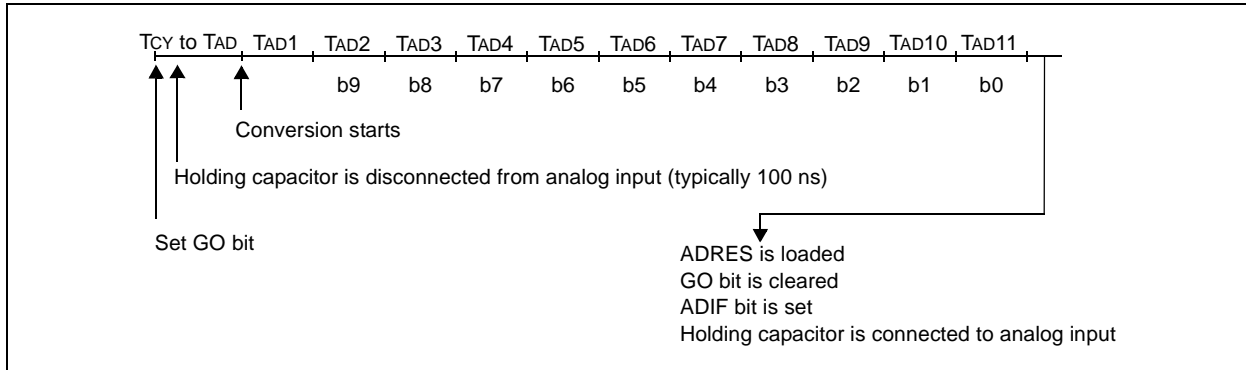 TCY to TAD TAD1 TAD2 TAD3 TAD4 TAD5 TAD6 TAD7 TAD8 TAD9 TAD10 TAD11
b9 b8 b7 b6 b5 b4 b3 b2 b1 b0
Conversion starts
Holding capacitor is disconnected from analog input (typically 100 ns)
Set GO bit
ADRES is loaded
GO bit is cleared
ADIF bit is set
Holding capacitor is connected to analog input